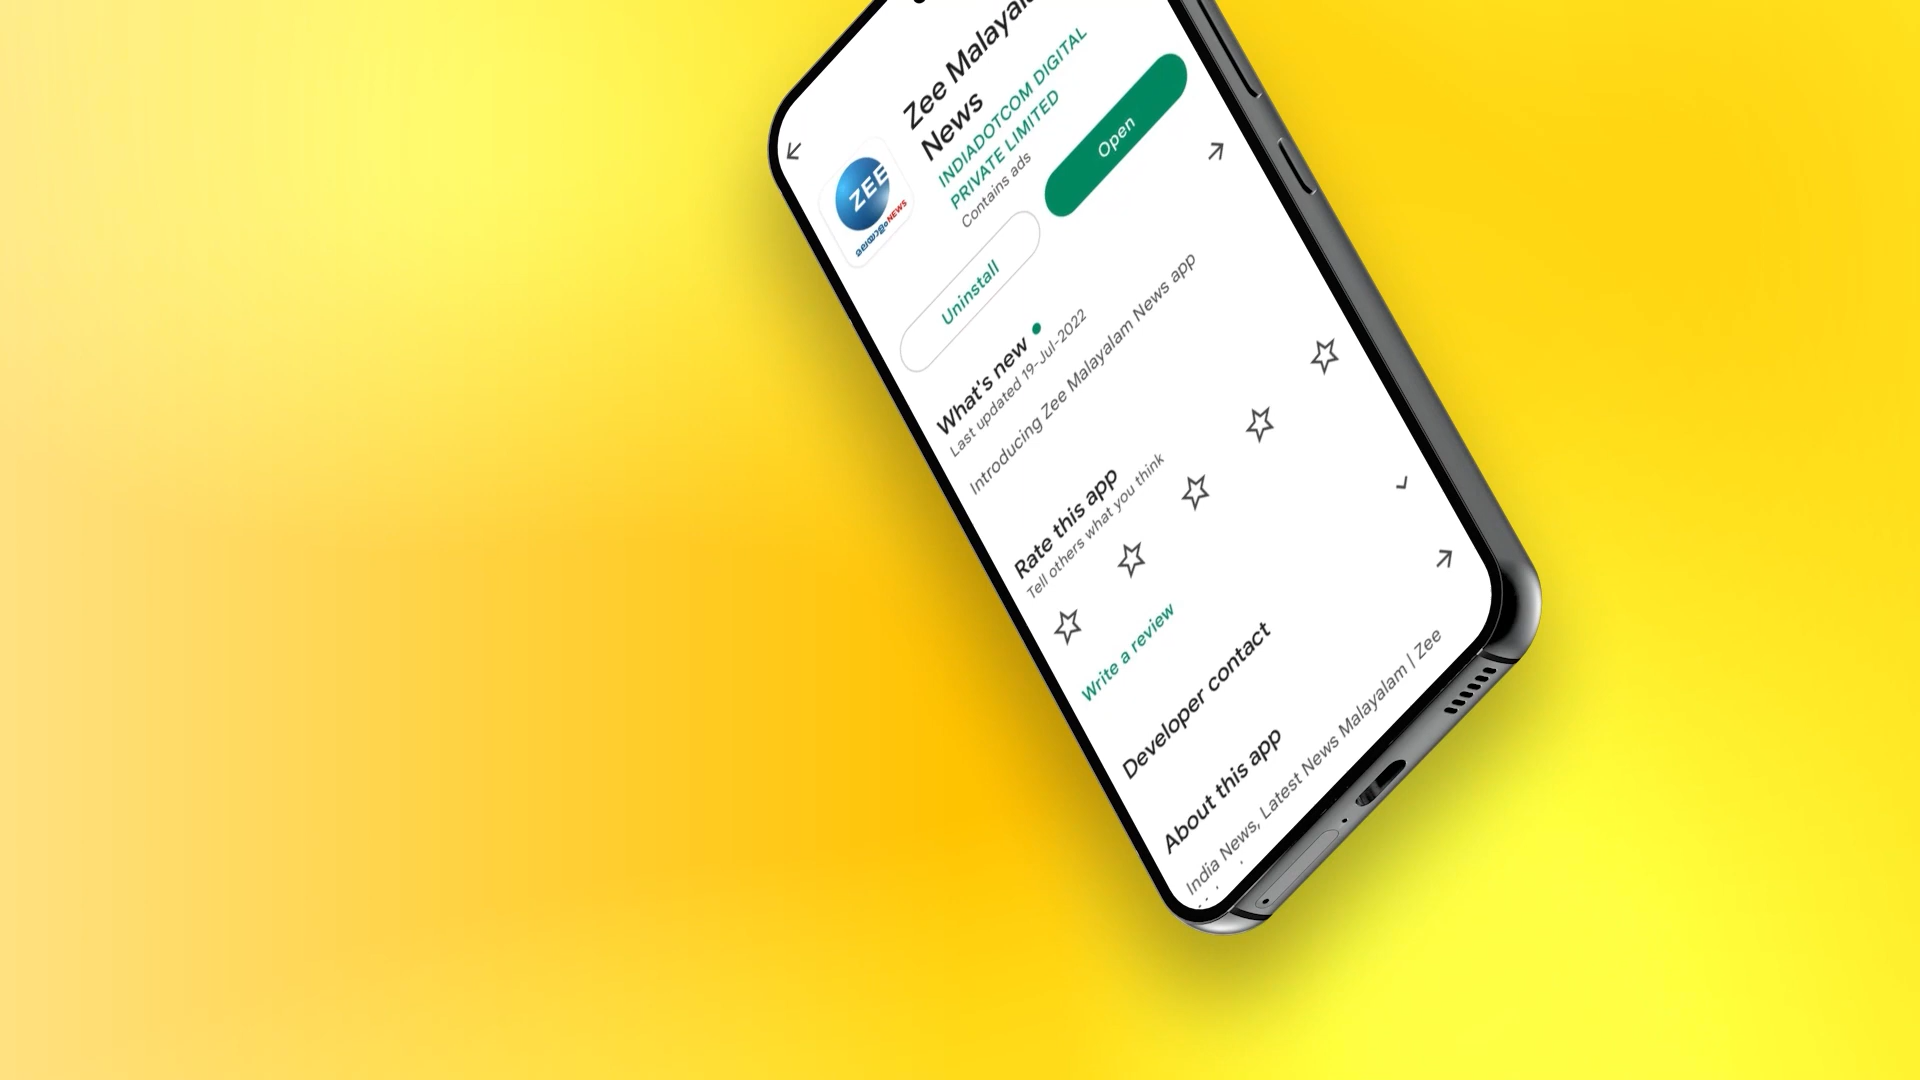 Zee Malayal
News
INDIADOTCOM DIGITAL
PRIVATE LIMITED
Contains ads
ZEE
മലയാളംNEWS
Uninstall
Open
What's new
Last updated 19-Jul-2022
Introducing Zee Malayalam News app
Rate this app
Tell others what you think
Write a review
Developer contact
About this app
India News, Latest News Malayalam | Zee